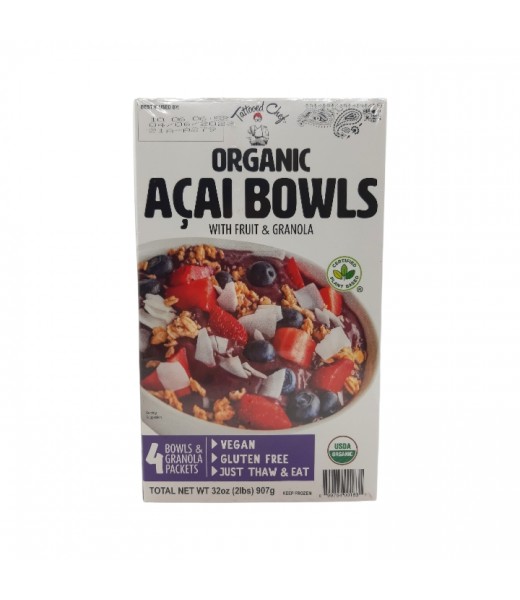 Tattooed Chef
ORGANIC
AÇAI BOWLS
WITH FRUIT & GRANOLA
CERTIFIED
PLANT BASED
®
4
BOWLS &
GRANOLA
PACKETS
VEGAN
GLUTEN FREE
JUST THAW & EAT
USDA
ORGANIC
TOTAL NET WT 32oz (2lbs) 907g
KEEP FROZEN